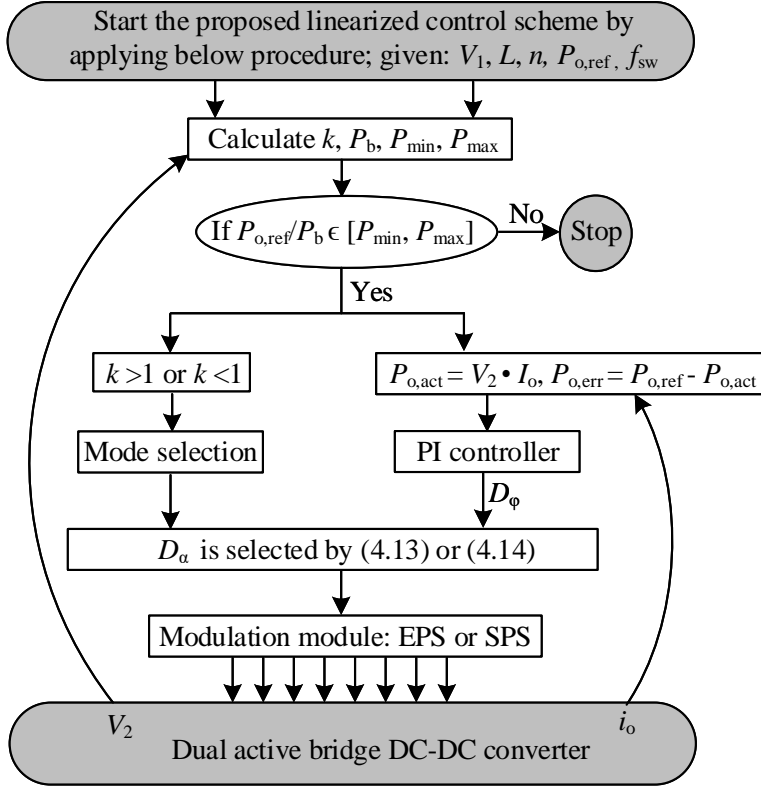 Start the proposed linearized control scheme by
applying below procedure; given: V₁, L, n, Pₒ,ref, fsw
Calculate k, Pb, Pmin, Pmax
If Po,ref/Pb ϵ [Pmin, Pmax]
No
Stop
Yes
k >1 or k <1
Po,act = V2 • Io, Po,err = Po,ref - Po,act
Mode selection
PI controller
Dφ
Dα is selected by (4.13) or (4.14)
Modulation module: EPS or SPS
V2
io
Dual active bridge DC-DC converter